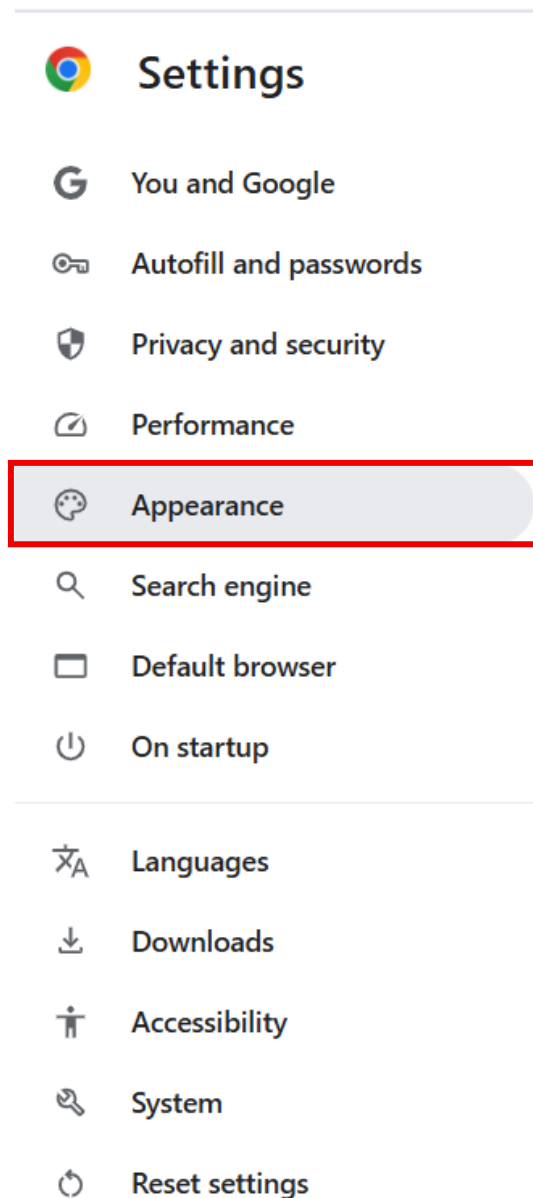 Settings
You and Google
Autofill and passwords
Privacy and security
Performance
Appearance
Search engine
Default browser
On startup
Languages
Downloads
Accessibility
System
Reset settings